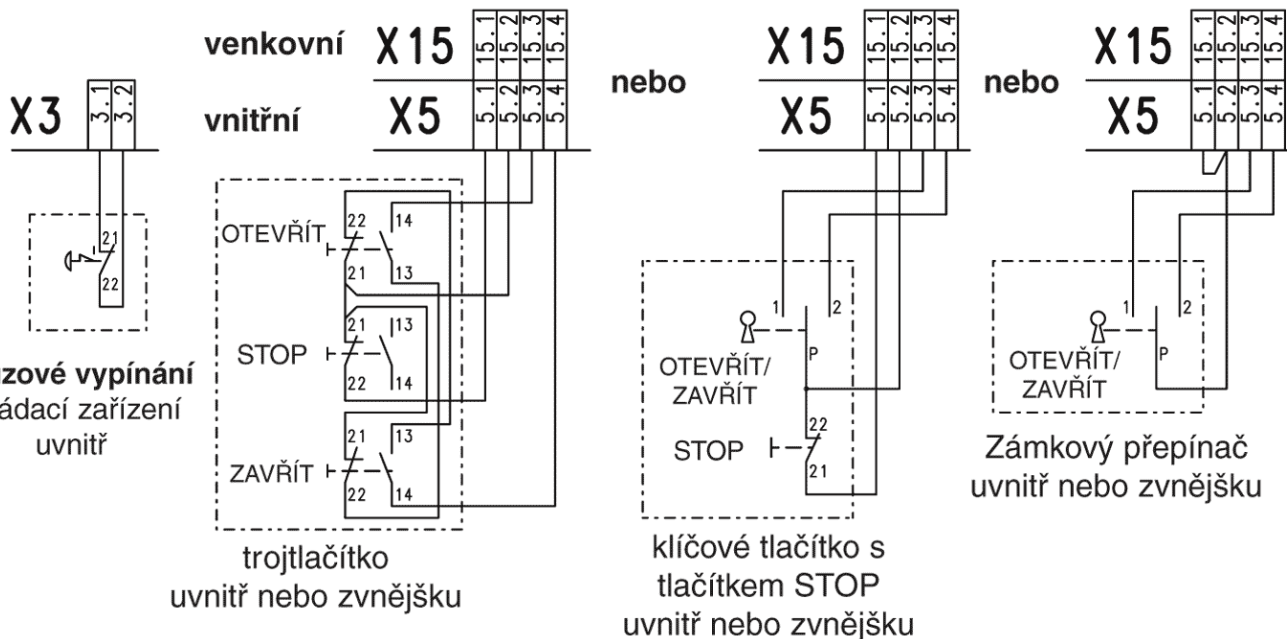 venkovní X15 15.1 15.2 15.3 15.4
X3 3.1 3.2
vnitřní X5 5.1 5.2 5.3 5.4
21
22
vypínání
zařízení
uvnitř
22 14
OTEVŘÍT
21 13
21 13
STOP
22 14
21 13
ZAVŘÍT
22 14
trojtlačítko
uvnitř nebo zvnějšku
nebo
X15 15.1 15.2 15.3 15.4
X5 5.1 5.2 5.3 5.4
1 2
P
OTEVŘÍT/
ZAVŘÍT
22
STOP
21
klíčové tlačítko s
tlačítkem STOP
uvnitř nebo zvnějšku
nebo
X15 15.1 15.2 15.3 15.4
X5 5.1 5.2 5.3 5.4
1 2
P
OTEVŘÍT/
ZAVŘÍT
Zámkový přepínač
uvnitř nebo zvnějšku